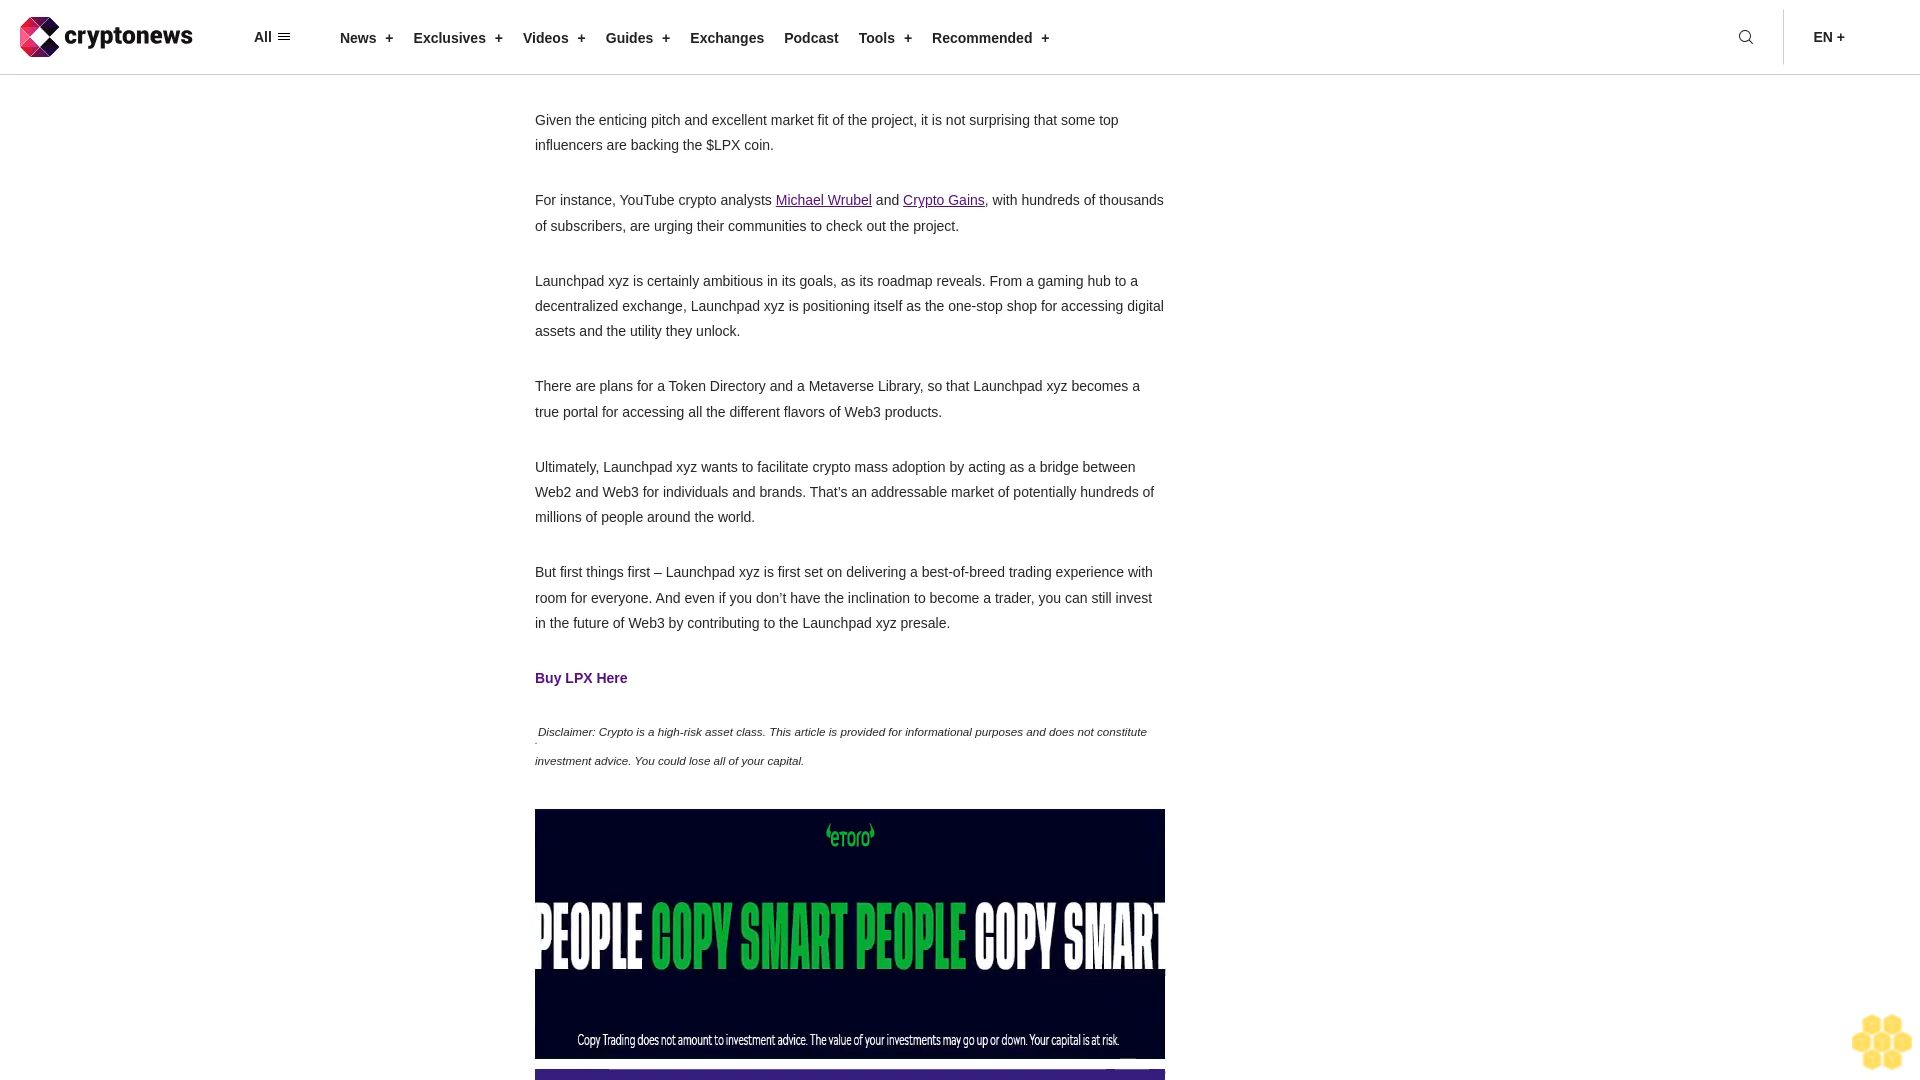 cryptonews
All
News +
Exclusives +
Videos +
Guides +
Exchanges
Podcast
Tools +
Recommended +
EN +
Given the enticing pitch and excellent market fit of the project, it is not surprising that some top
influencers are backing the $LPX coin.
For instance, YouTube crypto analysts Michael Wrubel and Crypto Gains, with hundreds of thousands
of subscribers, are urging their communities to check out the project.
Launchpad xyz is certainly ambitious in its goals, as its roadmap reveals. From a gaming hub to a
decentralized exchange, Launchpad xyz is positioning itself as the one-stop shop for accessing digital
assets and the utility they unlock.
There are plans for a Token Directory and a Metaverse Library, so that Launchpad xyz becomes a
true portal for accessing all the different flavors of Web3 products.
Ultimately, Launchpad xyz wants to facilitate crypto mass adoption by acting as a bridge between
Web2 and Web3 for individuals and brands. That’s an addressable market of potentially hundreds of
millions of people around the world.
But first things first – Launchpad xyz is first set on delivering a best-of-breed trading experience with
room for everyone. And even if you don’t have the inclination to become a trader, you can still invest
in the future of Web3 by contributing to the Launchpad xyz presale.
Buy LPX Here
Disclaimer: Crypto is a high-risk asset class. This article is provided for informational purposes and does not constitute
investment advice. You could lose all of your capital.
eToro
PEOPLE COPY SMART PEOPLE COPY SMART
Copy Trading does not amount to investment advice. The value of your investments may go up or down. Your capital is at risk.